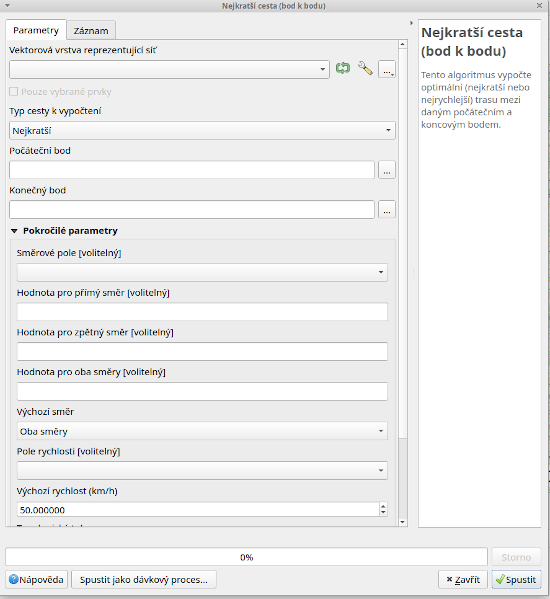 Nejkratší cesta (bod k bodu)
Parametry
Záznam
Vektorová vrstva reprezentující síť
...
Pouze vybrané prvky
Typ cesty k vypočtení
Nejkratší
Počáteční bod
...
Konečný bod
...
Pokročilé parametry
Směrové pole [volitelný]
Hodnota pro přímý směr [volitelný]
Hodnota pro zpětný směr [volitelný]
Hodnota pro oba směry [volitelný]
Výchozí směr
Oba směry
Pole rychlosti [volitelný]
Výchozí rychlost (km/h)
50.000000
Nejkratší cesta
(bod k bodu)
Tento algoritmus vypočte
optimální (nejkratší nebo
nejrychlejší) trasu mezi
daným počátečním a
koncovým bodem.
0%
Storno
Nápověda
Spustit jako dávkový proces...
Zavřít
Spustit